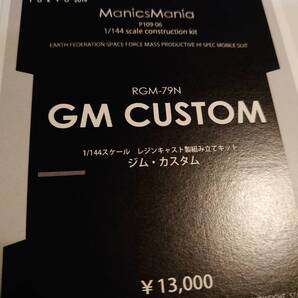 ManicsMania
P109-06
1/144 scale construction kit
EARTH FEDERATION SPACE FORCE MASS PRODUCTIVE HI SPEC MOBILE SUIT
RGM-79N
GM CUSTOM
1/144スケール レジンキャスト製組み立てキット
ジム・カスタム
￥13,000